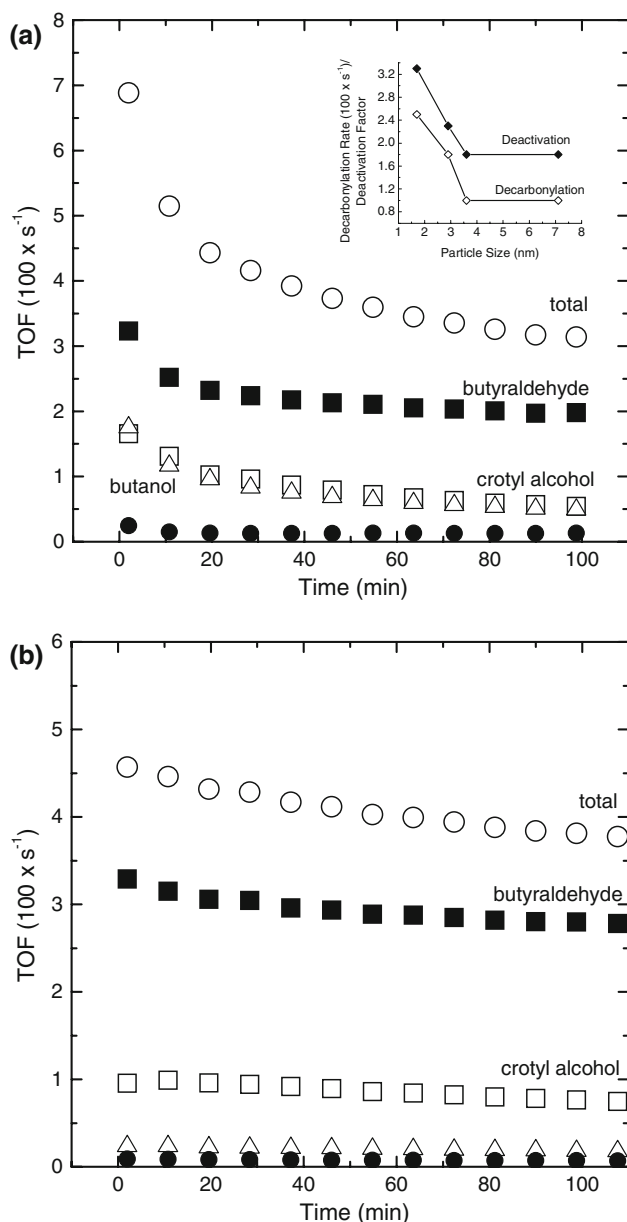 (a)
8
7
6
5
4
3
2
1
0
TOF (100 x s⁻¹)
0 20 40 60 80 100
Time (min)
total
butyraldehyde
crotyl alcohol
butanol
Decarbonylation Rate (100 x s⁻¹)/
Deactivation Factor
3.2
2.8
2.4
2.0
1.6
1.2
0.8
Deactivation
Decarbonylation
1 2 3 4 5 6 7 8
Particle Size (nm)
(b)
6
5
4
3
2
1
0
TOF (100 x s⁻¹)
total
butyraldehyde
crotyl alcohol
0 20 40 60 80 100
Time (min)